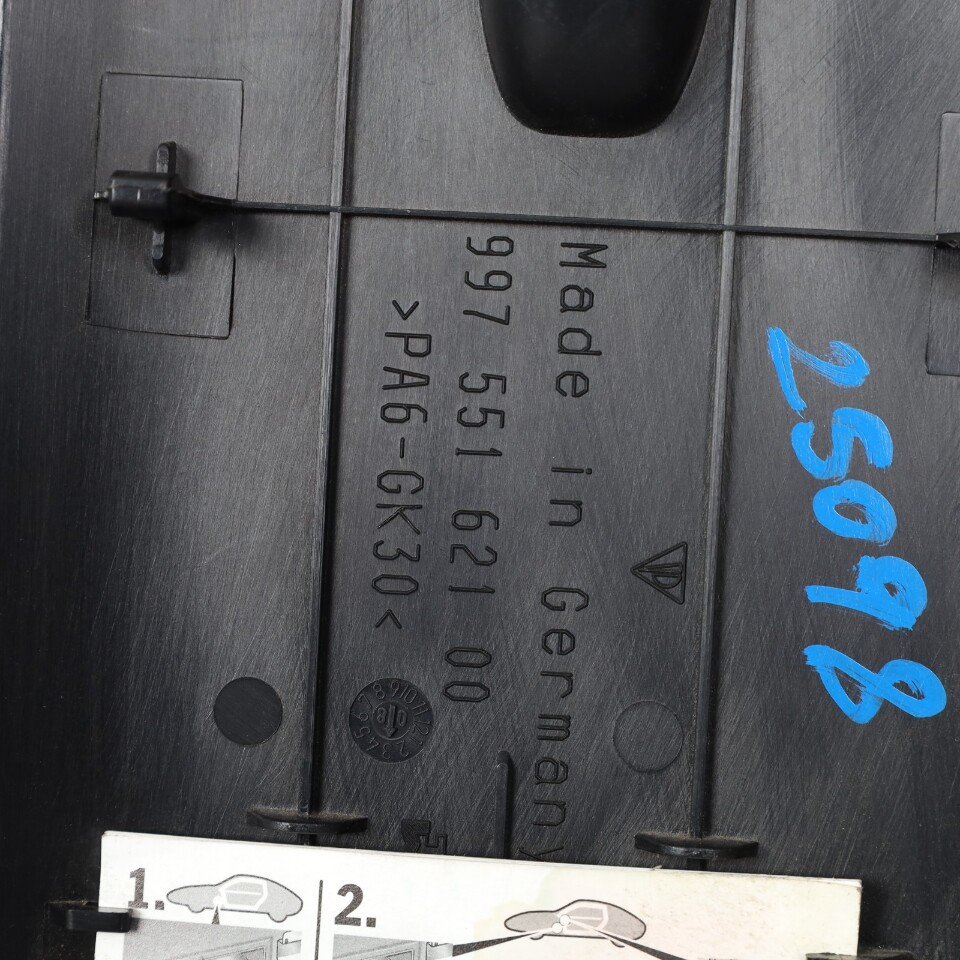 Made in Germany
997 551 621 00
>PA6-GK30<
25098
1.
2.